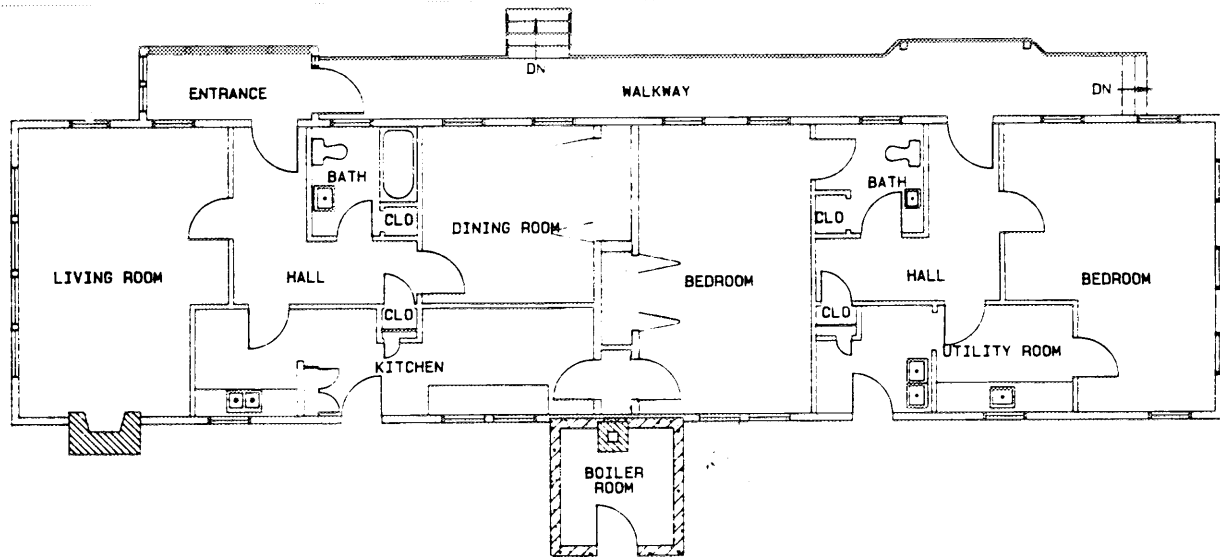 DN
ENTRANCE
WALKWAY
DN
BATH
CLO
DINING ROOM
LIVING ROOM
HALL
CLO
KITCHEN
BEDROOM
BATH
CLO
HALL
BEDROOM
CLO
UTILITY ROOM
BOILER
ROOM